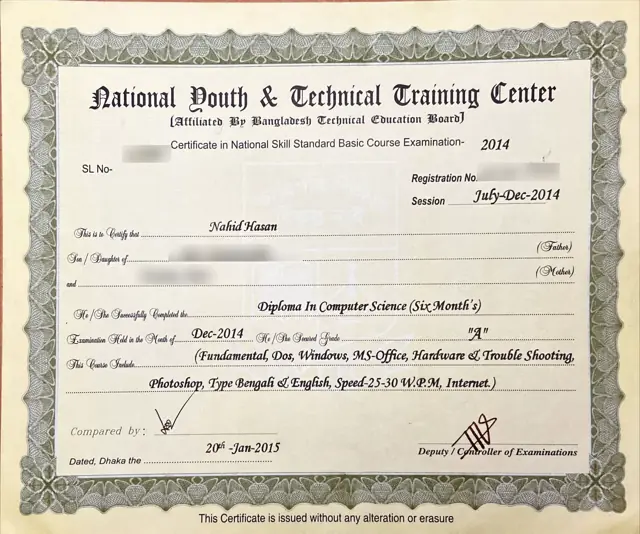 National Youth & Technical Training Center
[Affiliated By Bangladesh Technical Education Board]
Certificate in National Skill Standard Basic Course Examination- 2014
SL No-
Registration No.
Session July-Dec-2014
This is to Certify that Nahid Hasan
Son / Daughter of (Father)
and (Mother)
He / She Successfully Completed the Diploma In Computer Science (Six Month's)
Examination Held in the Month of Dec-2014 He / She Secured Grade "A"
This Course Include (Fundamental, Dos, Windows, MS-Office, Hardware & Trouble Shooting,
Photoshop, Type Bengali & English, Speed-25-30 W.P.M, Internet.)
Compared by:
Dated, Dhaka the 20th -Jan-2015
Deputy / Controller of Examinations
This Certificate is issued without any alteration or erasure